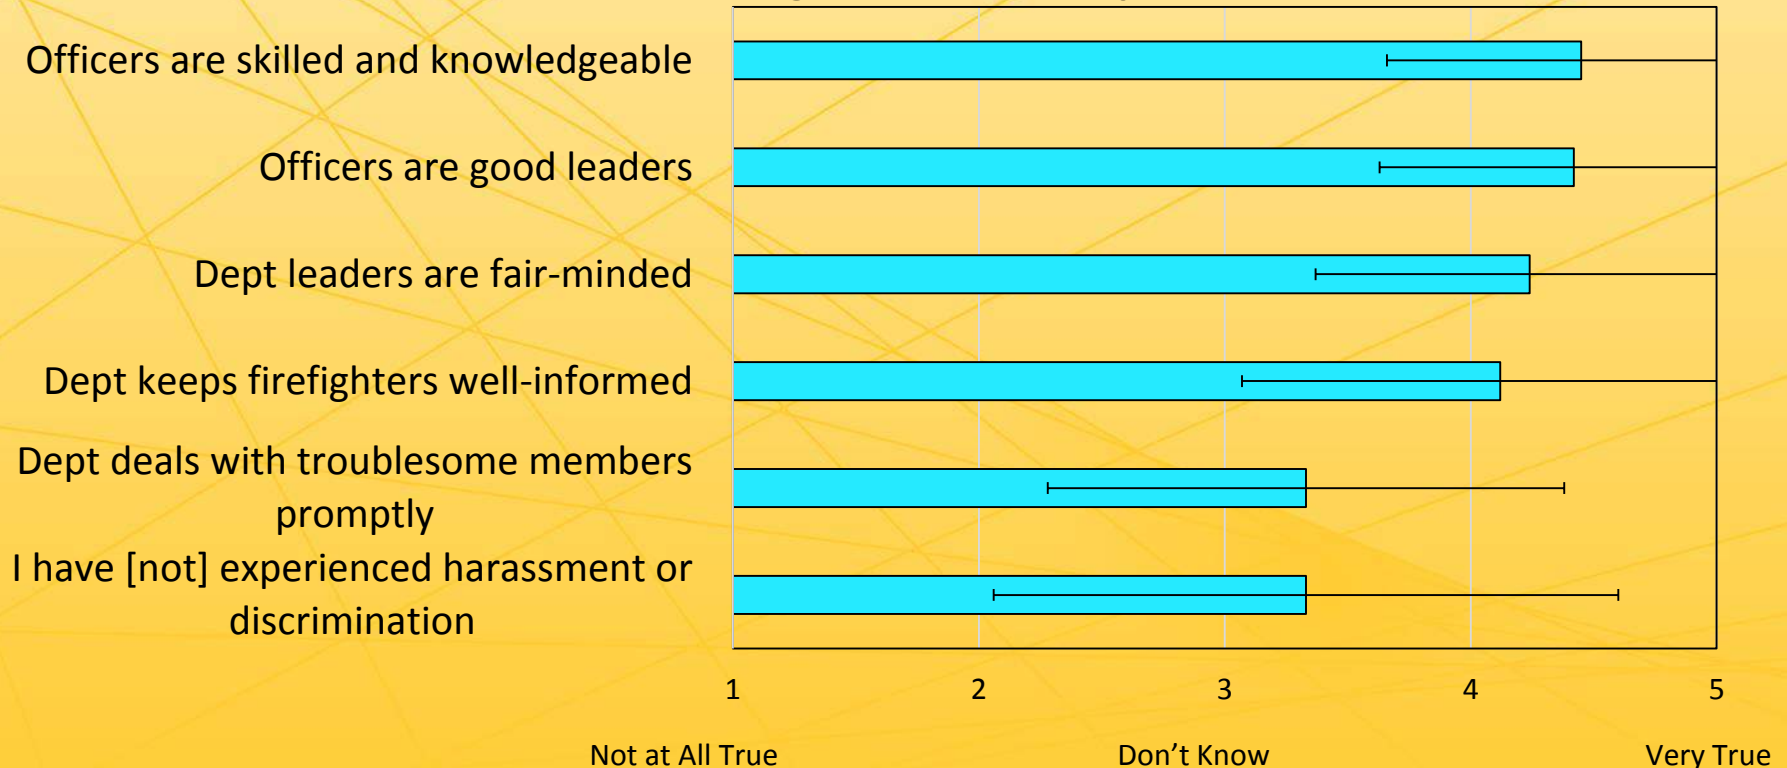 Officers are skilled and knowledgeable
Officers are good leaders
Dept leaders are fair-minded
Dept keeps firefighters well-informed
Dept deals with troublesome members
promptly
I have [not] experienced harassment or
discrimination
1 2 3 4 5
Not at All True Don't Know Very True